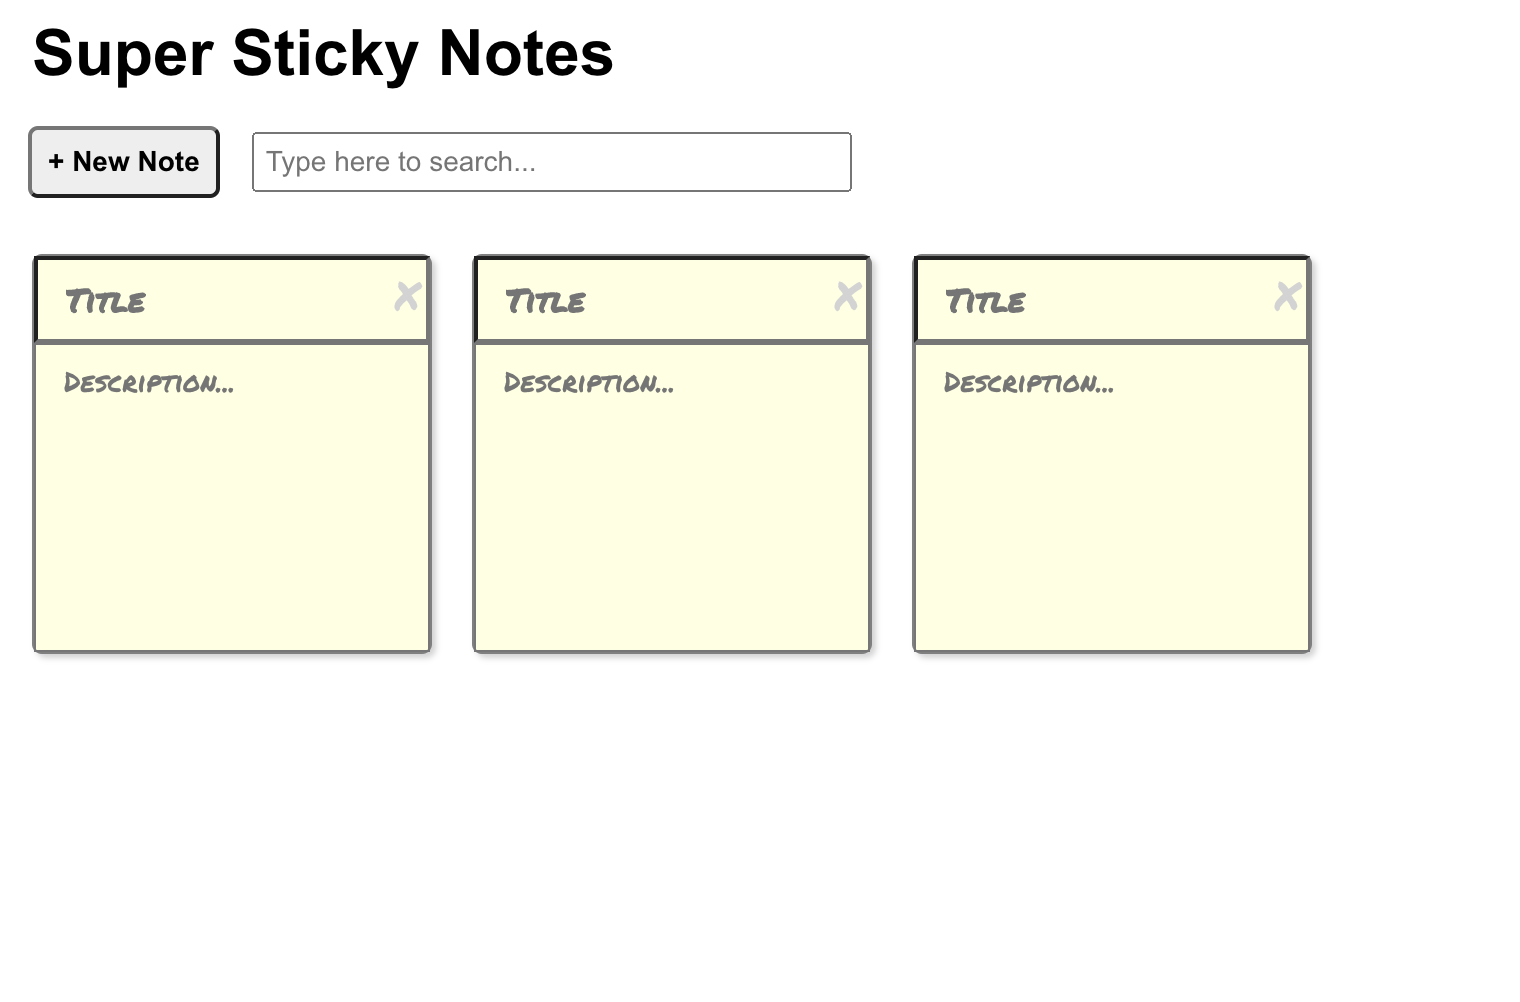 Super Sticky Notes
+ New Note
Type here to search...
Title
Title
Title
Description...
Description...
Description...